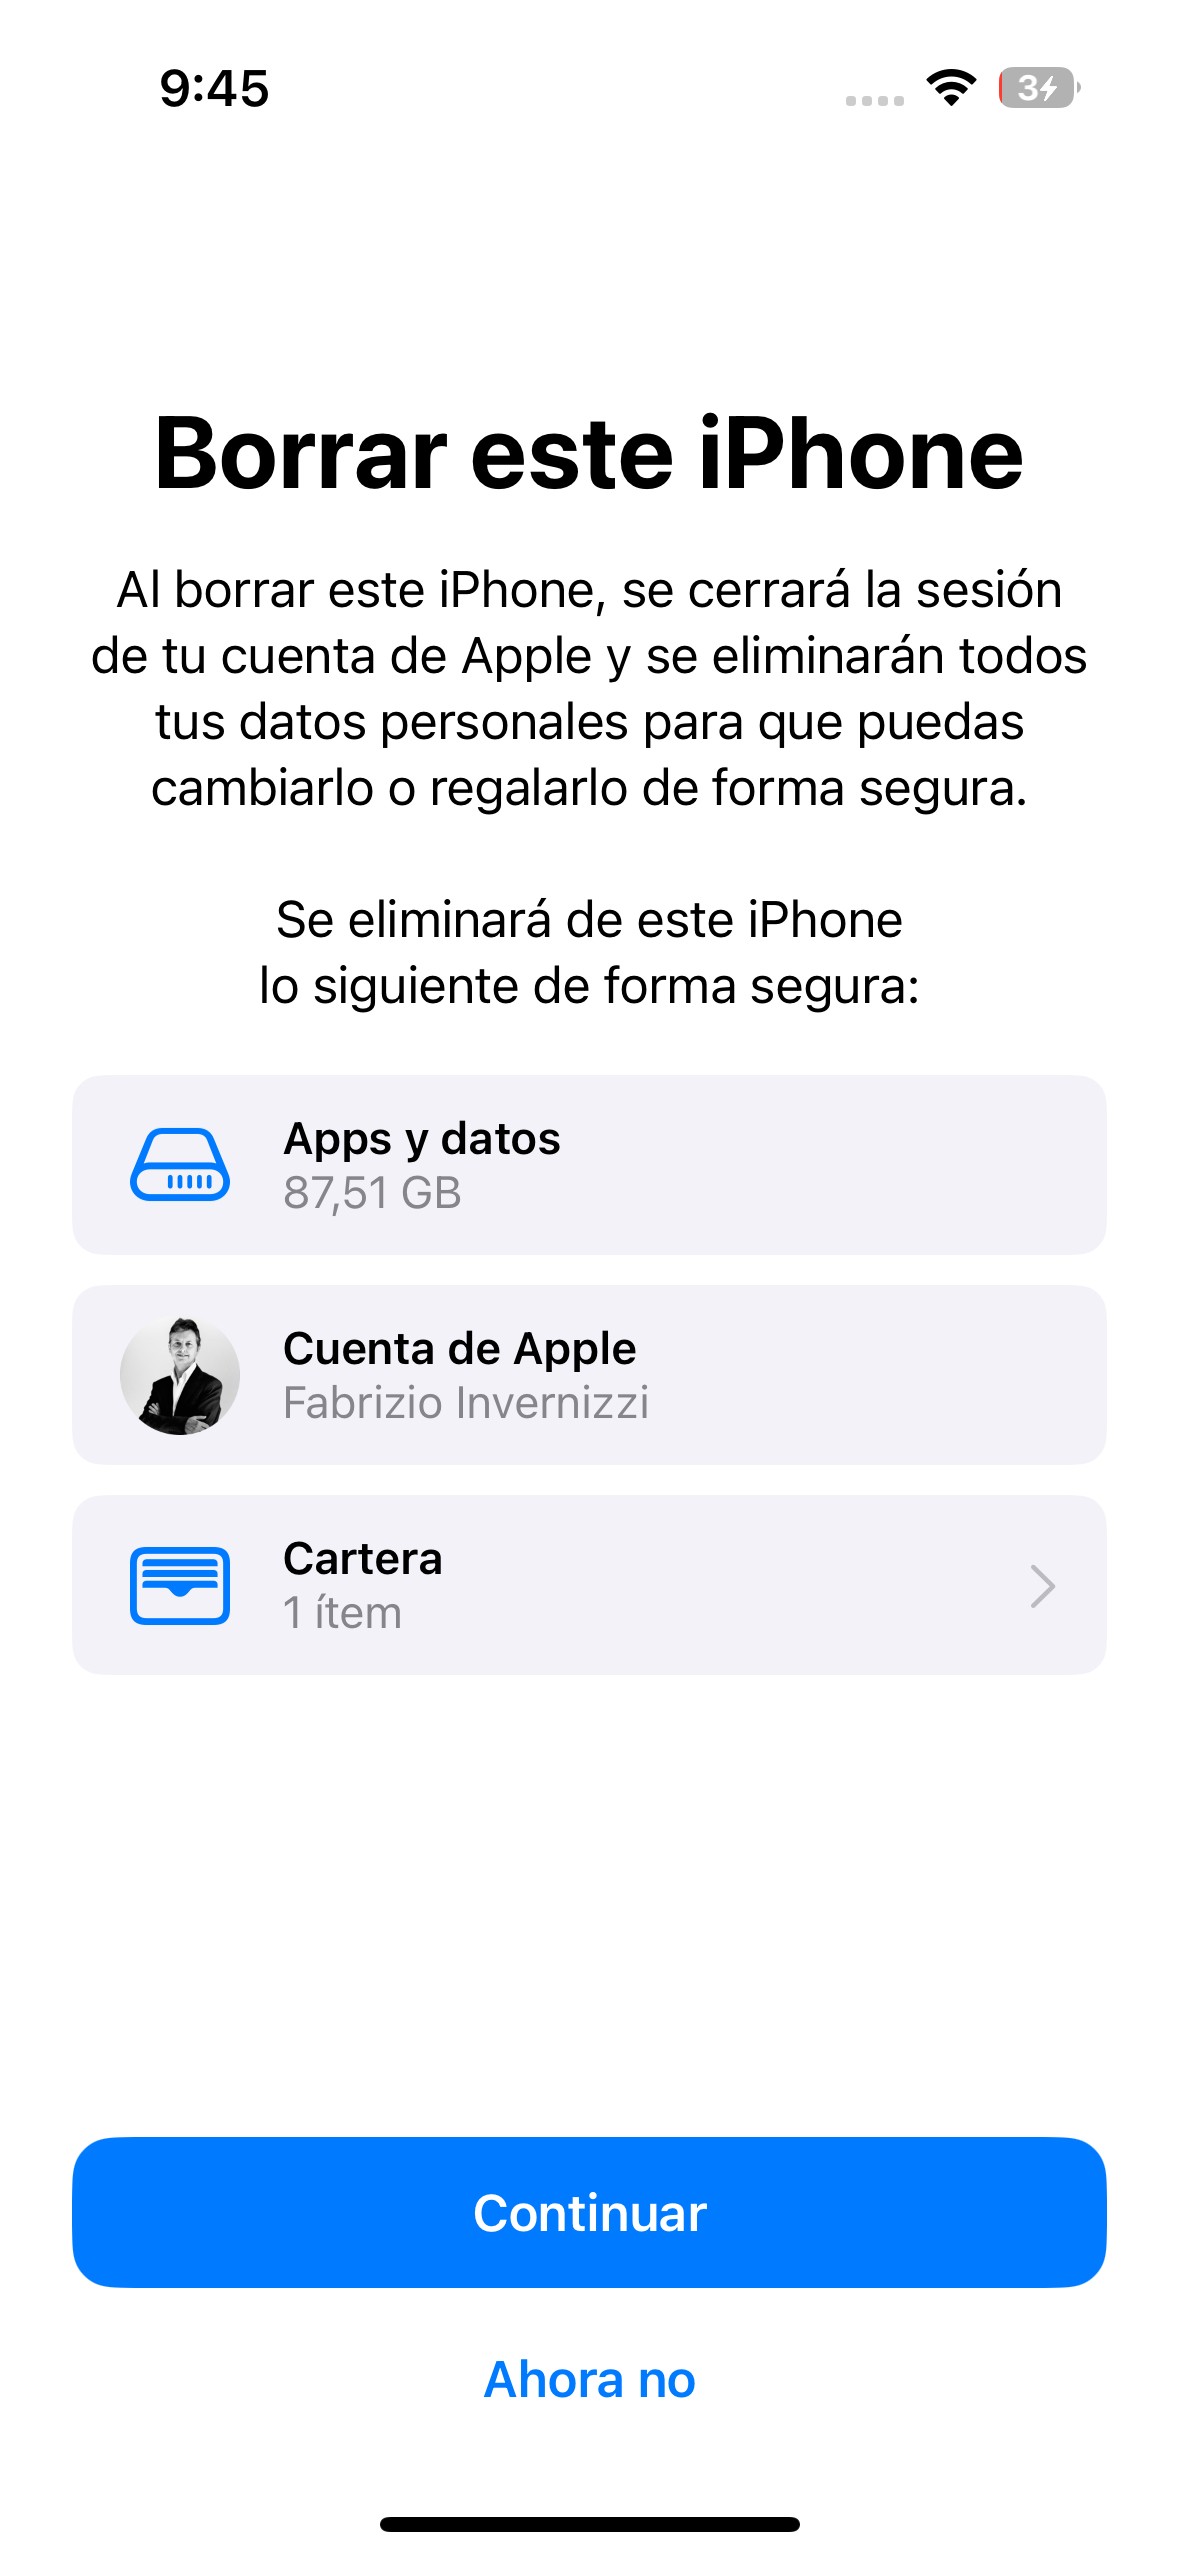 9:45
3
Borrar este iPhone
Al borrar este iPhone, se cerrará la sesión
de tu cuenta de Apple y se eliminarán todos
tus datos personales para que puedas
cambiarlo o regalarlo de forma segura.
Se eliminará de este iPhone
lo siguiente de forma segura:
Apps y datos
87,51 GB
Cuenta de Apple
Fabrizio Invernizzi
Cartera
1 ítem
Continuar
Ahora no